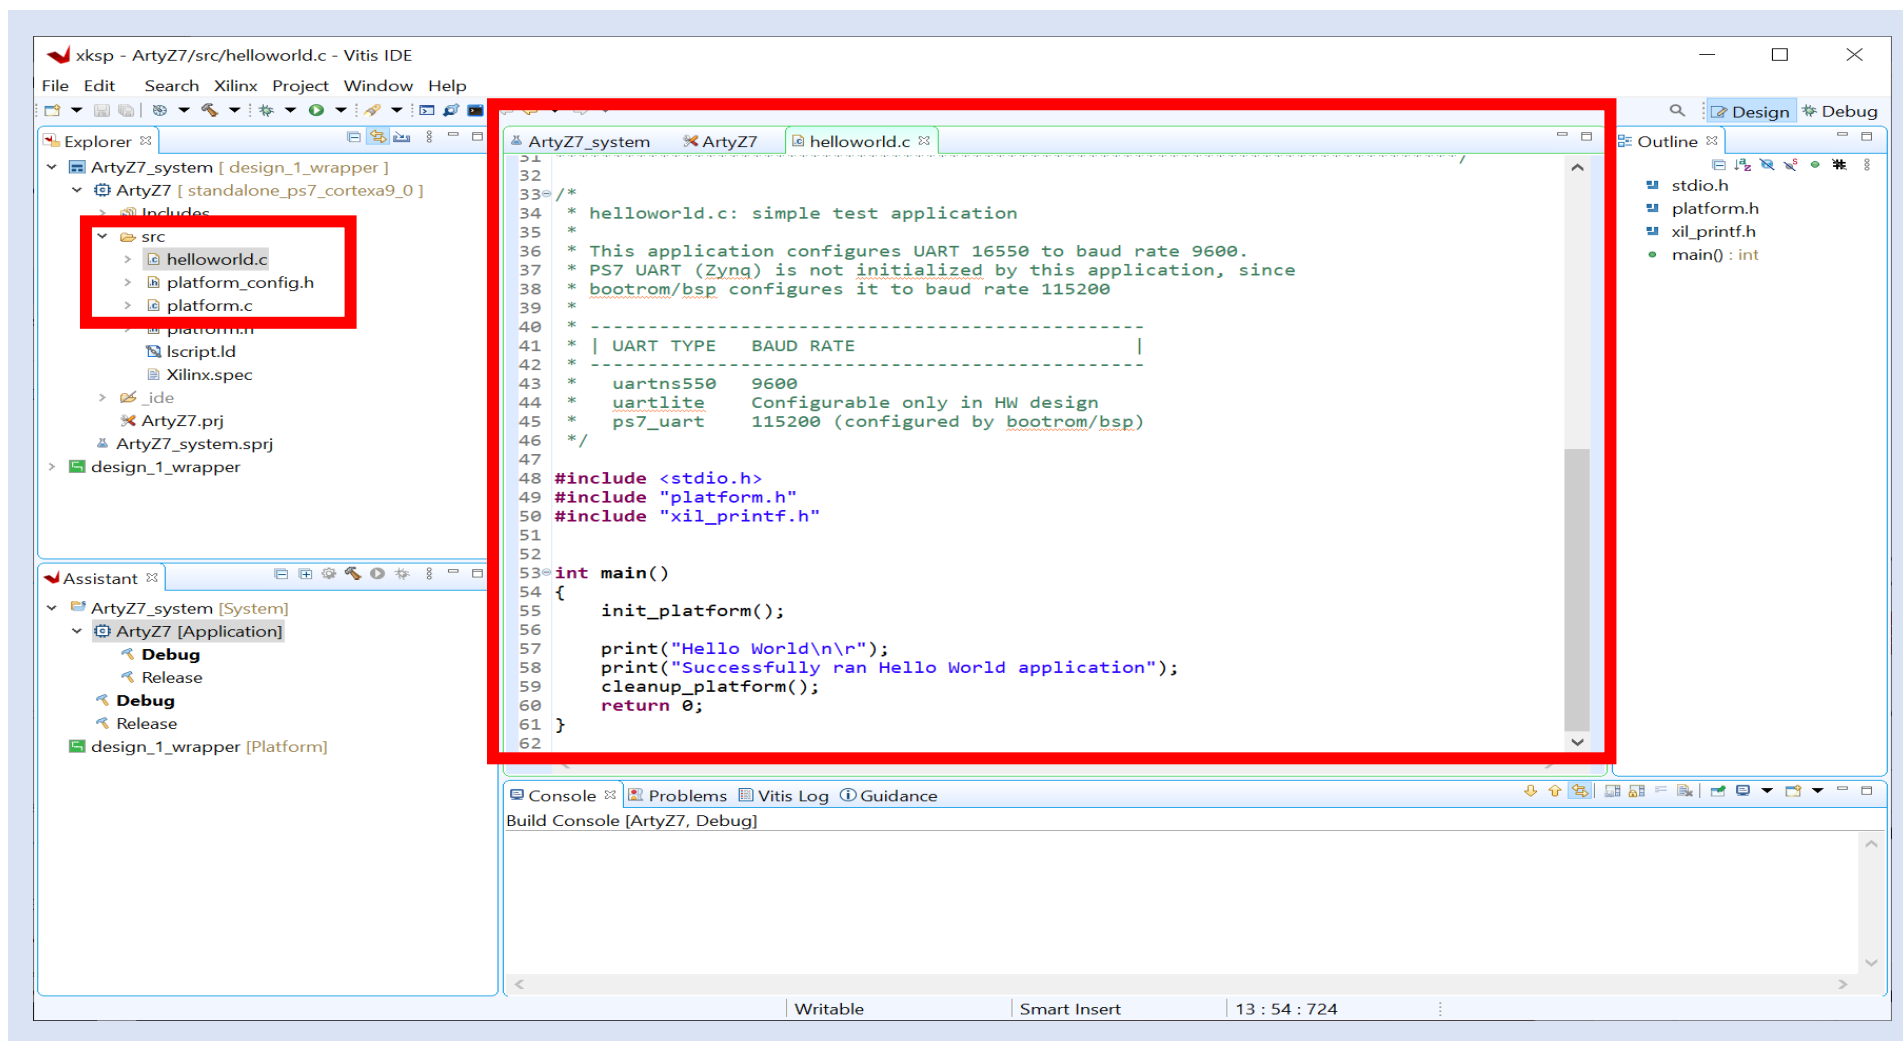 xksp - ArtyZ7/src/helloworld.c - Vitis IDE
File Edit Search Xilinx Project Window Help
Design Debug
Explorer
ArtyZ7_system [ design_1_wrapper ]
ArtyZ7 [ standalone_ps7_cortexa9_0 ]
Includes
src
helloworld.c
platform_config.h
platform.c
platform.h
lscript.ld
Xilinx.spec
_ide
ArtyZ7.prj
ArtyZ7_system.sprj
design_1_wrapper
Assistant
ArtyZ7_system [System]
ArtyZ7 [Application]
Debug
Release
Debug
Release
design_1_wrapper [Platform]
ArtyZ7_system ArtyZ7 helloworld.c
31
32
33 /*
34 * helloworld.c: simple test application
35 *
36 * This application configures UART 16550 to baud rate 9600.
37 * PS7 UART (Zynq) is not initialized by this application, since
38 * bootrom/bsp configures it to baud rate 115200
39 *
40 * ------------------------------------------------
41 * | UART TYPE   BAUD RATE                        |
42 * ------------------------------------------------
43 *   uartns550   9600
44 *   uartlite    Configurable only in HW design
45 *   ps7_uart    115200 (configured by bootrom/bsp)
46 */
47
48 #include <stdio.h>
49 #include "platform.h"
50 #include "xil_printf.h"
51
52
53 int main()
54 {
55     init_platform();
56
57     print("Hello World\n\r");
58     print("Successfully ran Hello World application");
59     cleanup_platform();
60     return 0;
61 }
62
Outline
stdio.h
platform.h
xil_printf.h
main() : int
Console Problems Vitis Log Guidance
Build Console [ArtyZ7, Debug]
Writable Smart Insert 13 : 54 : 724